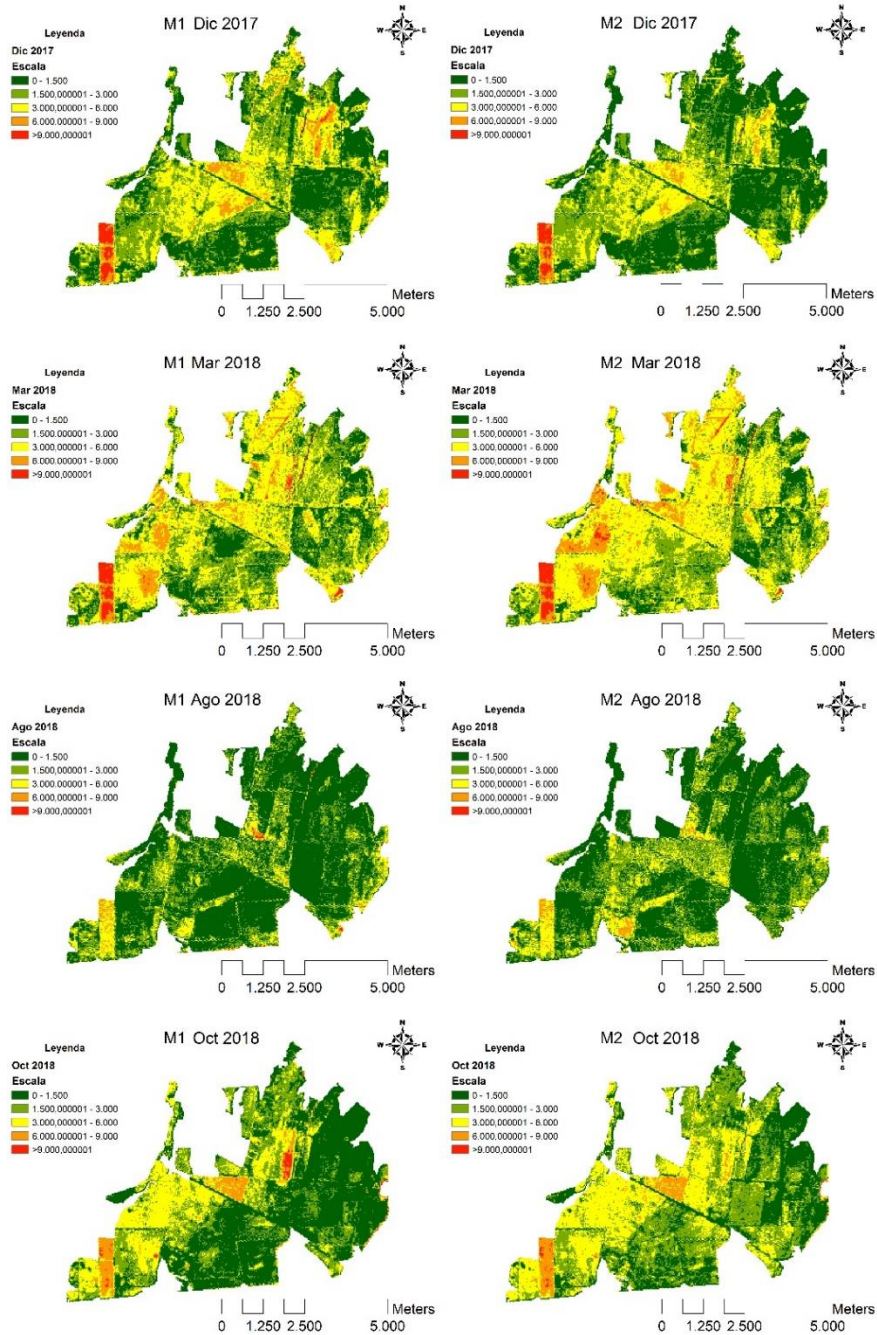 Leyenda
M1 Dic 2017
N
W E
S
Dic 2017
Escala
0 - 1.500
1.500,000001 - 3.000
3.000,000001 - 6.000
6.000,000001 - 9.000
>9.000,000001
Meters
0 1.250 2.500 5.000
Leyenda
M2 Dic 2017
N
W E
S
Dic 2017
Escala
0 - 1.500
1.500,000001 - 3.000
3.000,000001 - 6.000
6.000,000001 - 9.000
>9.000,000001
Meters
0 1.250 2.500 5.000
Leyenda
M1 Mar 2018
N
W E
S
Mar 2018
Escala
0 - 1.500
1.500,000001 - 3.000
3.000,000001 - 6.000
6.000,000001 - 9.000
>9.000,000001
Meters
0 1.250 2.500 5.000
Leyenda
M2 Mar 2018
N
W E
S
Mar 2018
Escala
0 - 1.500
1.500,000001 - 3.000
3.000,000001 - 6.000
6.000,000001 - 9.000
>9.000,000001
Meters
0 1.250 2.500 5.000
Leyenda
M1 Ago 2018
N
W E
S
Ago 2018
Escala
0 - 1.500
1.500,000001 - 3.000
3.000,000001 - 6.000
6.000,000001 - 9.000
>9.000,000001
Meters
0 1.250 2.500 5.000
Leyenda
M2 Ago 2018
N
W E
S
Ago 2018
Escala
0 - 1.500
1.500,000001 - 3.000
3.000,000001 - 6.000
6.000,000001 - 9.000
>9.000,000001
Meters
0 1.250 2.500 5.000
Leyenda
M1 Oct 2018
N
W E
S
Oct 2018
Escala
0 - 1.500
1.500,000001 - 3.000
3.000,000001 - 6.000
6.000,000001 - 9.000
>9.000,000001
Meters
0 1.250 2.500 5.000
Leyenda
M2 Oct 2018
N
W E
S
Oct 2018
Escala
0 - 1.500
1.500,000001 - 3.000
3.000,000001 - 6.000
6.000,000001 - 9.000
>9.000,000001
Meters
0 1.250 2.500 5.000